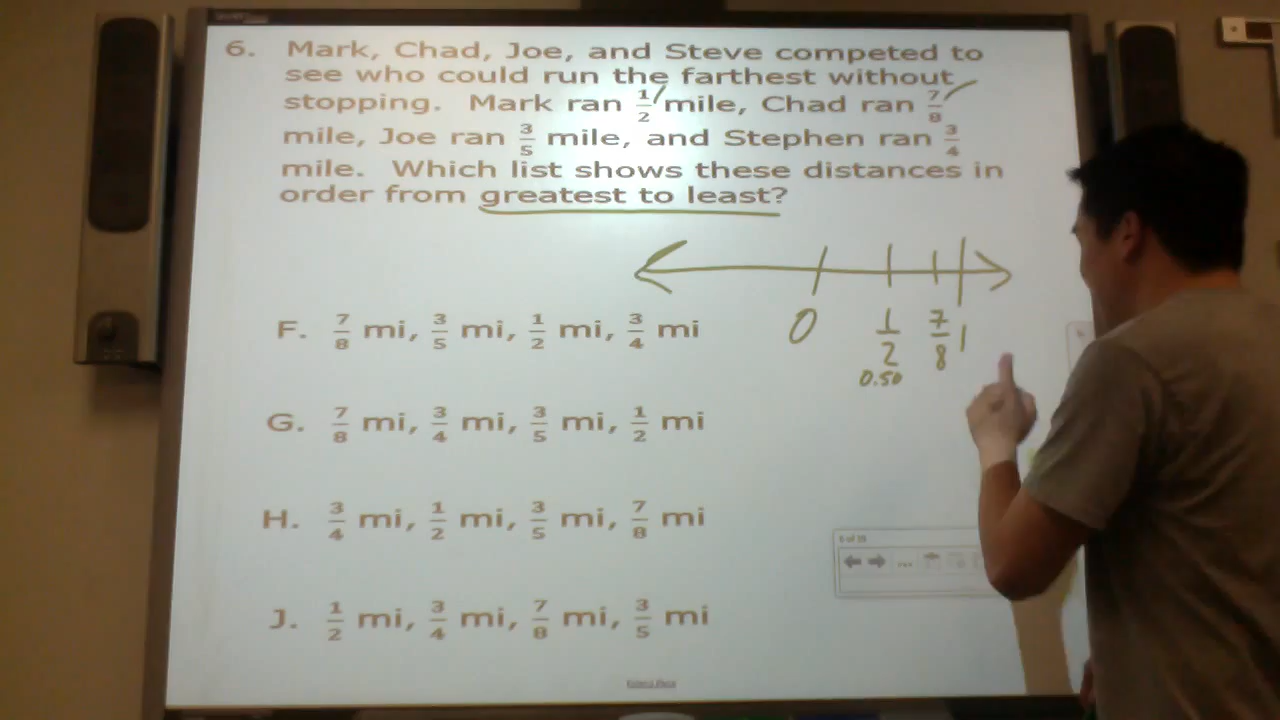 6. Mark, Chad, Joe, and Steve competed to
see who could run the farthest without
stopping. Mark ran 1/2 mile, Chad ran 7/8
mile, Joe ran 3/5 mile, and Stephen ran 3/4
mile. Which list shows these distances in
order from greatest to least?
0 1/2 7/8 1
0.50
F. 7/8 mi, 3/5 mi, 1/2 mi, 3/4 mi
G. 7/8 mi, 3/4 mi, 3/5 mi, 1/2 mi
H. 3/4 mi, 1/2 mi, 3/5 mi, 7/8 mi
J. 1/2 mi, 3/4 mi, 7/8 mi, 3/5 mi